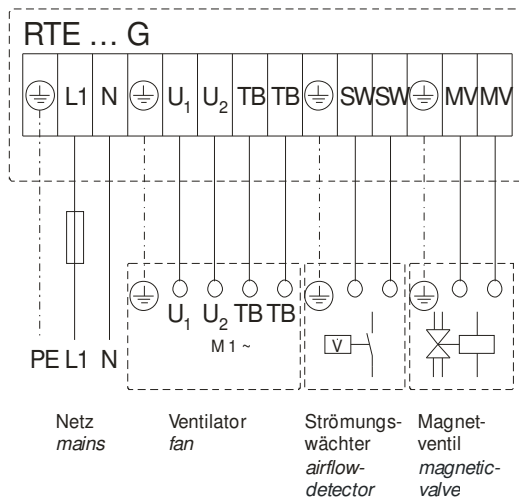 RTE ... G
L1 N U1 U2 TB TB SW SW MV MV
U1 U2 TB TB
M 1 ~
V̇
PE L1 N
Netz
mains
Ventilator
fan
Strömungs-
wächter
airflow-
detector
Magnet-
ventil
magnetic-
valve